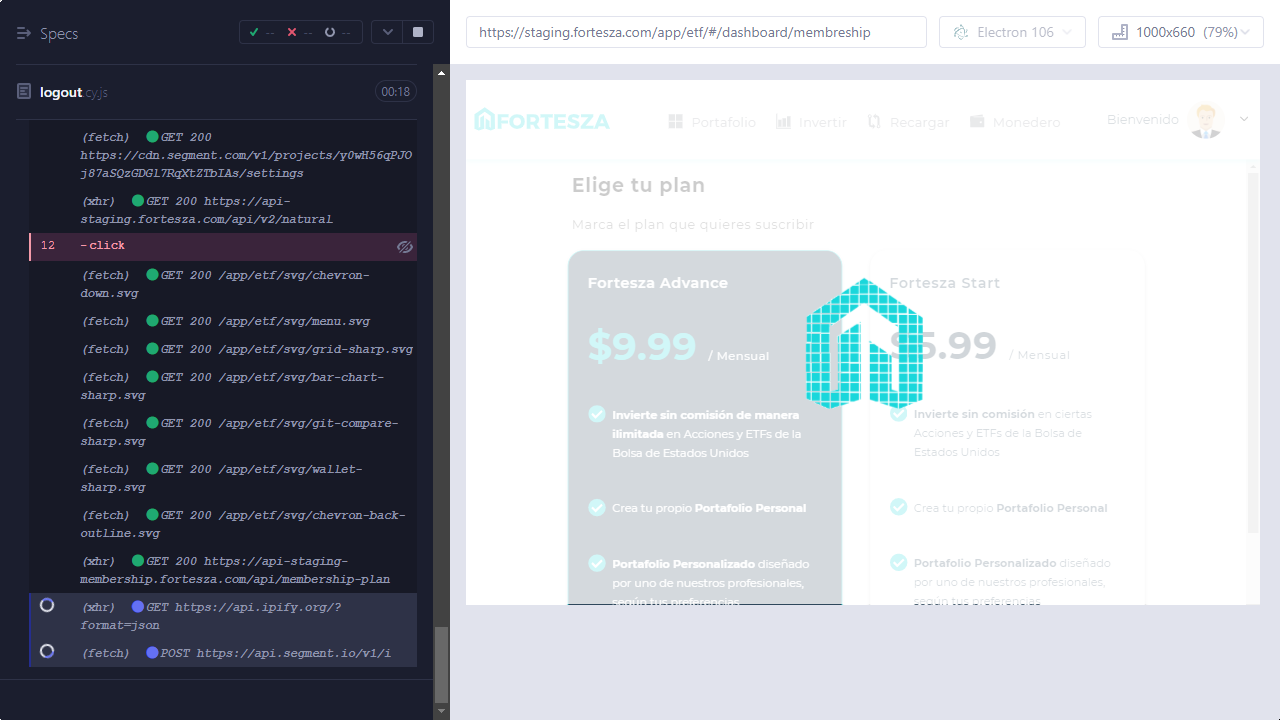 Specs
-- -- --
logout.cy.js 00:18
(fetch) GET 200
https://cdn.segment.com/v1/projects/y0wH56qPJO
j87aSQzGDGl7RqXtZTbIAs/settings
(xhr) GET 200 https://api-
staging.fortesza.com/api/v2/natural
12 -click
(fetch) GET 200 /app/etf/svg/chevron-
down.svg
(fetch) GET 200 /app/etf/svg/menu.svg
(fetch) GET 200 /app/etf/svg/grid-sharp.svg
(fetch) GET 200 /app/etf/svg/bar-chart-
sharp.svg
(fetch) GET 200 /app/etf/svg/git-compare-
sharp.svg
(fetch) GET 200 /app/etf/svg/wallet-
sharp.svg
(fetch) GET 200 /app/etf/svg/chevron-back-
outline.svg
(xhr) GET 200 https://api-staging-
membership.fortesza.com/api/membership-plan
(xhr) GET https://api.ipify.org/?
format=json
(fetch) POST https://api.segment.io/v1/i
https://staging.fortesza.com/app/etf/#/dashboard/membreship
Electron 106
1000x660 (79%)
FORTESZA
Portafolio
Invertir
Recargar
Monedero
Bienvenido
Elige tu plan
Marca el plan que quieres suscribir
Fortesza Advance
$9.99 / Mensual
Invierte sin comisión de manera
ilimitada en Acciones y ETFs de la
Bolsa de Estados Unidos
Crea tu propio Portafolio Personal
Portafolio Personalizado diseñado
por uno de nuestros profesionales,
según tus preferencias
Fortesza Start
$5.99 / Mensual
Invierte sin comisión en ciertas
Acciones y ETFs de la Bolsa de
Estados Unidos
Crea tu propio Portafolio Personal
Portafolio Personalizado diseñado
por uno de nuestros profesionales,
según tus preferencias